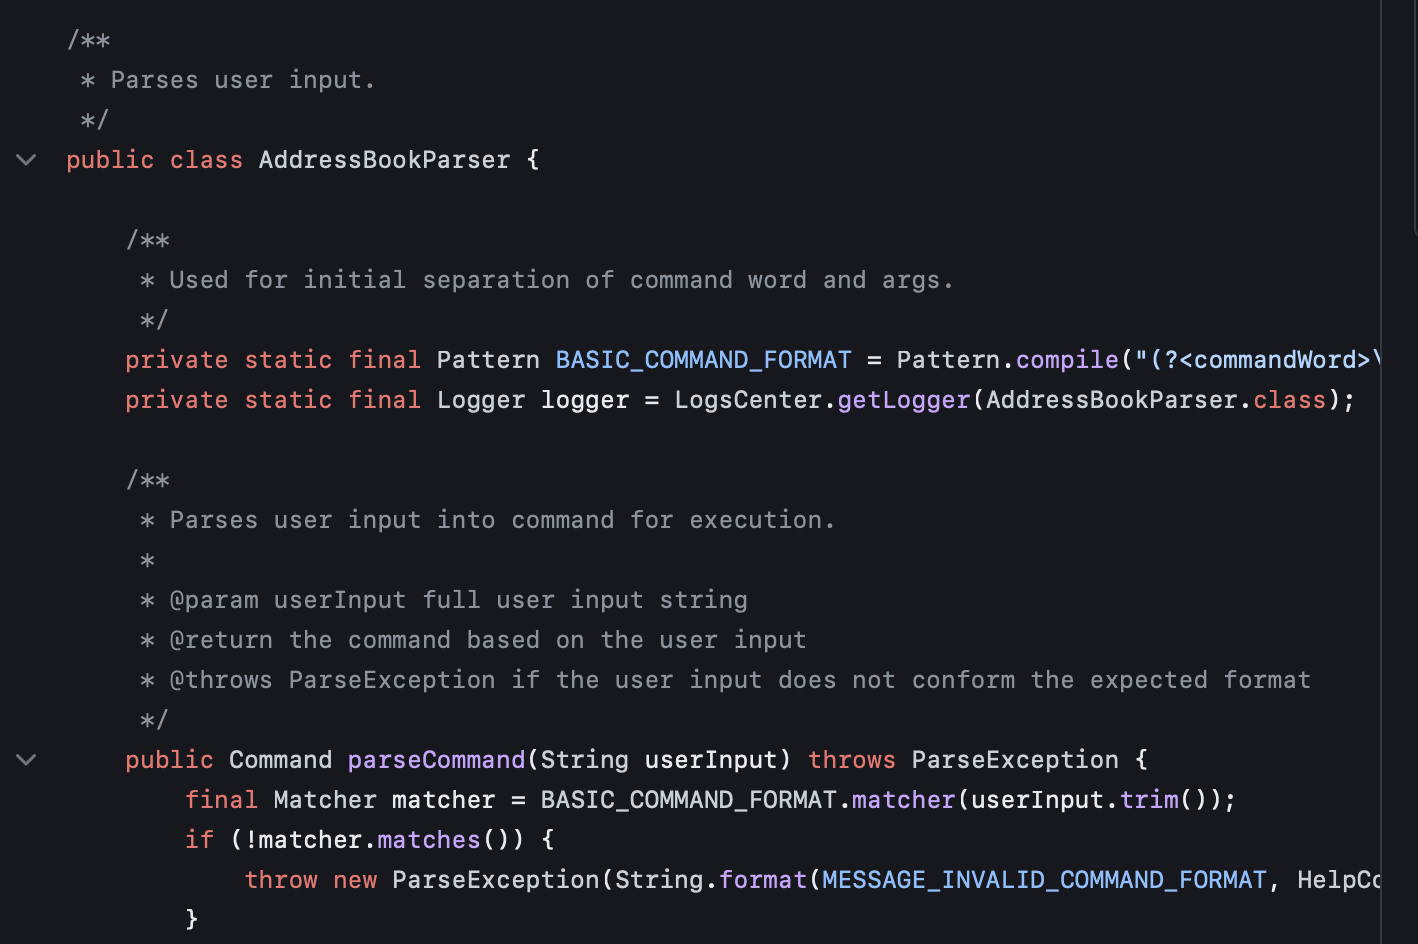 /**
 * Parses user input.
 */
public class AddressBookParser {
/**
 * Used for initial separation of command word and args.
 */
private static final Pattern BASIC_COMMAND_FORMAT = Pattern.compile("(?<commandWord>\
private static final Logger logger = LogsCenter.getLogger(AddressBookParser.class);
/**
 * Parses user input into command for execution.
 *
 * @param userInput full user input string
 * @return the command based on the user input
 * @throws ParseException if the user input does not conform the expected format
 */
public Command parseCommand(String userInput) throws ParseException {
final Matcher matcher = BASIC_COMMAND_FORMAT.matcher(userInput.trim());
if (!matcher.matches()) {
throw new ParseException(String.format(MESSAGE_INVALID_COMMAND_FORMAT, HelpCo
}